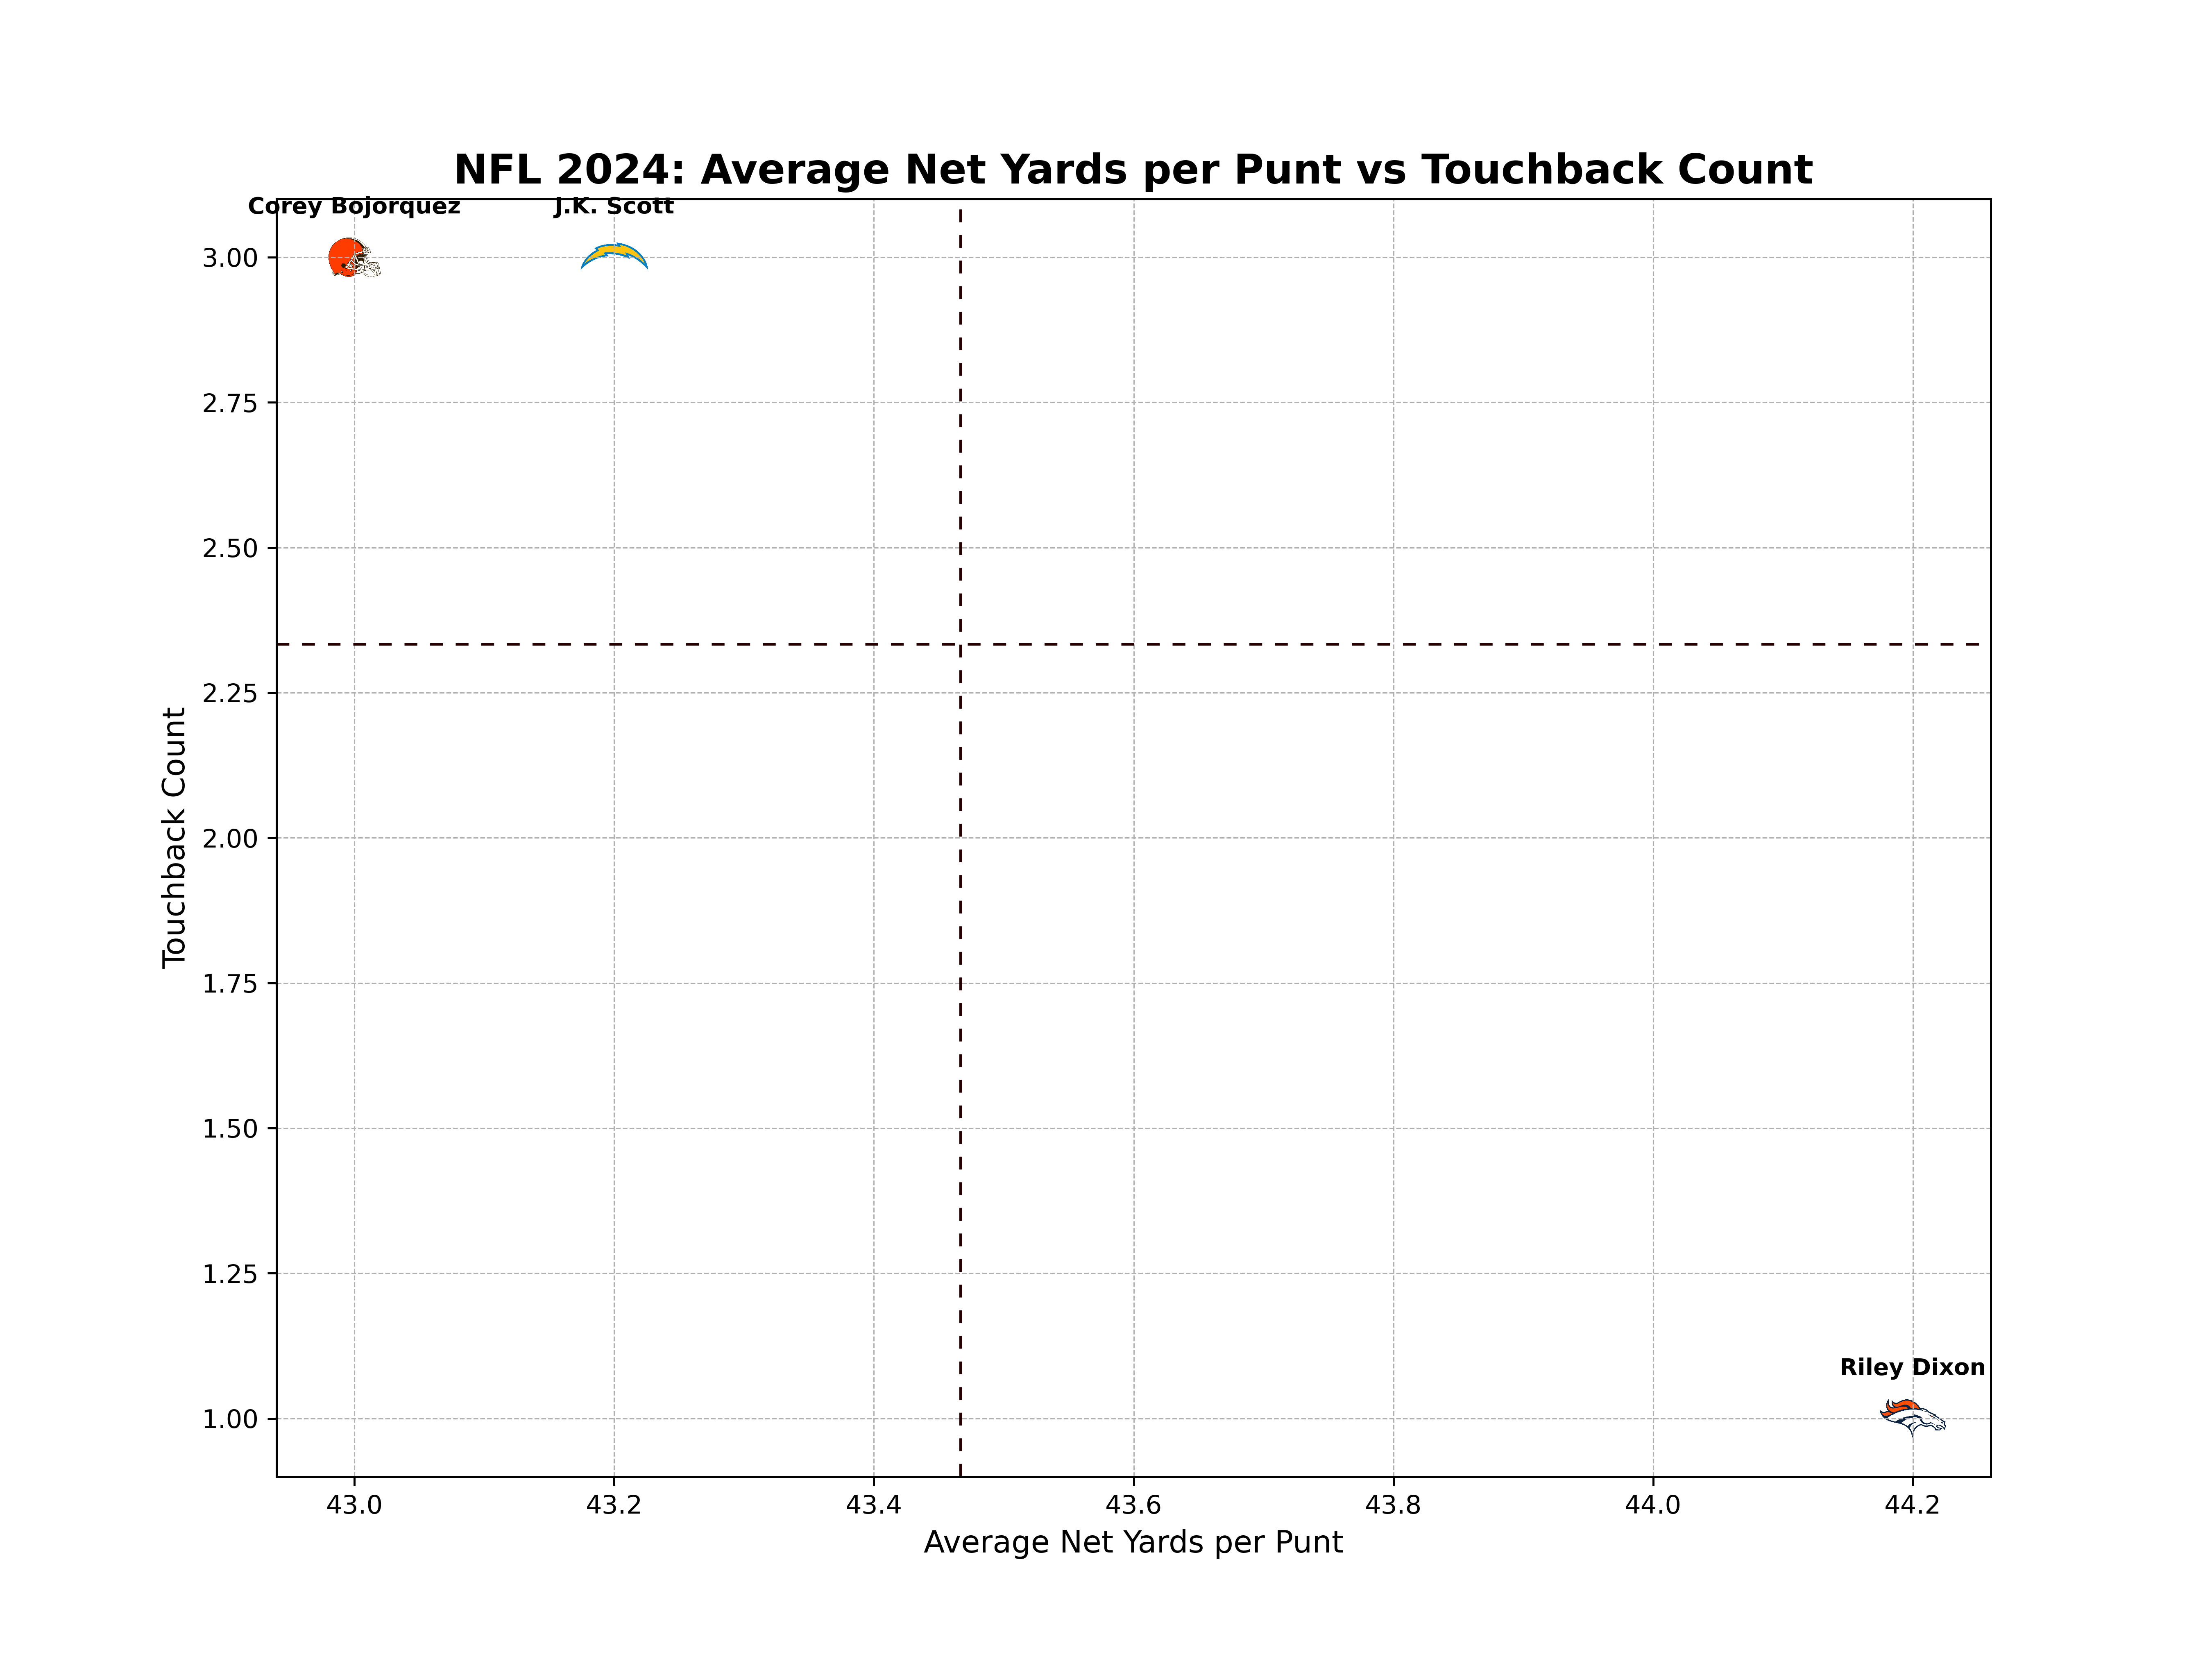 NFL 2024: Average Net Yards per Punt vs Touchback Count
Corey Bojorquez
J.K. Scott
3.00
2.75
2.50
2.25
2.00
1.75
1.50
1.25
1.00
Touchback Count
Riley Dixon
43.0
43.2
43.4
43.6
43.8
44.0
44.2
Average Net Yards per Punt